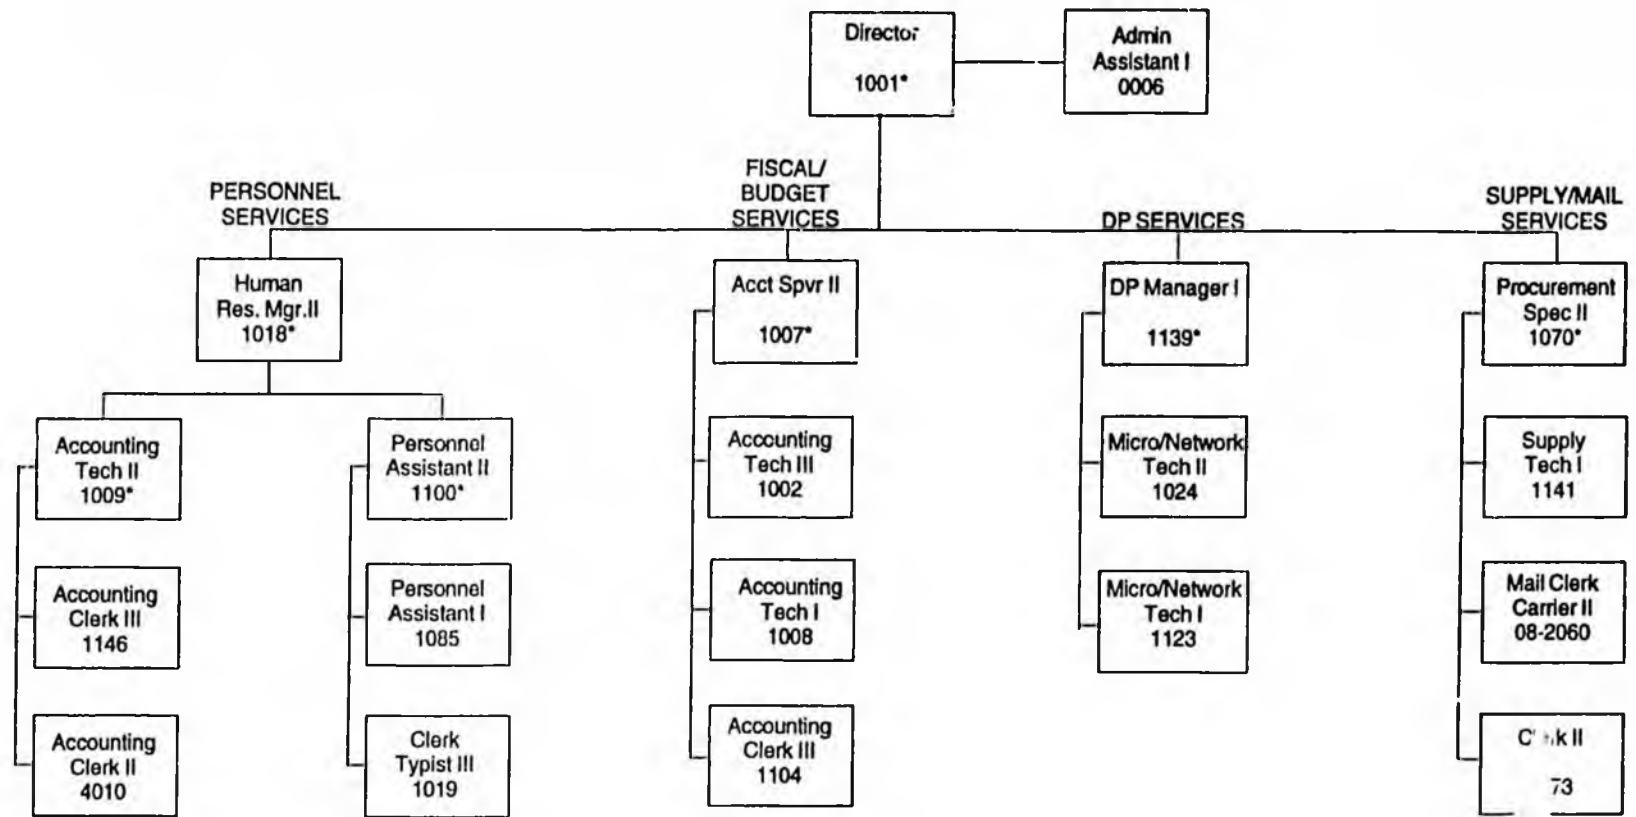 Director
1001*
Admin
Assistant I
0006
PERSONNEL
SERVICES
FISCAL/
BUDGET
SERVICES
DP SERVICES
SUPPLY/MAIL
SERVICES
Human
Res. Mgr.II
1018*
Acct Spvr II
1007*
DP Manager I
1139*
Procurement
Spec II
1070*
Accounting
Tech II
1009*
Personnel
Assistant II
1100*
Accounting
Tech III
1002
Micro/Network
Tech II
1024
Supply
Tech I
1141
Accounting
Clerk III
1146
Personnel
Assistant I
1085
Accounting
Tech I
1008
Micro/Network
Tech I
1123
Mail Clerk
Carrier II
08-2060
Accounting
Clerk II
4010
Clerk
Typist III
1019
Accounting
Clerk III
1104
II